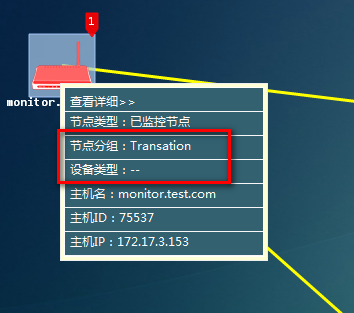 1
monitor.
查看详细>>
节点类型：已监控节点
节点分组：Transation
设备类型：--
主机名：monitor.test.com
主机ID：75537
主机IP：172.17.3.153